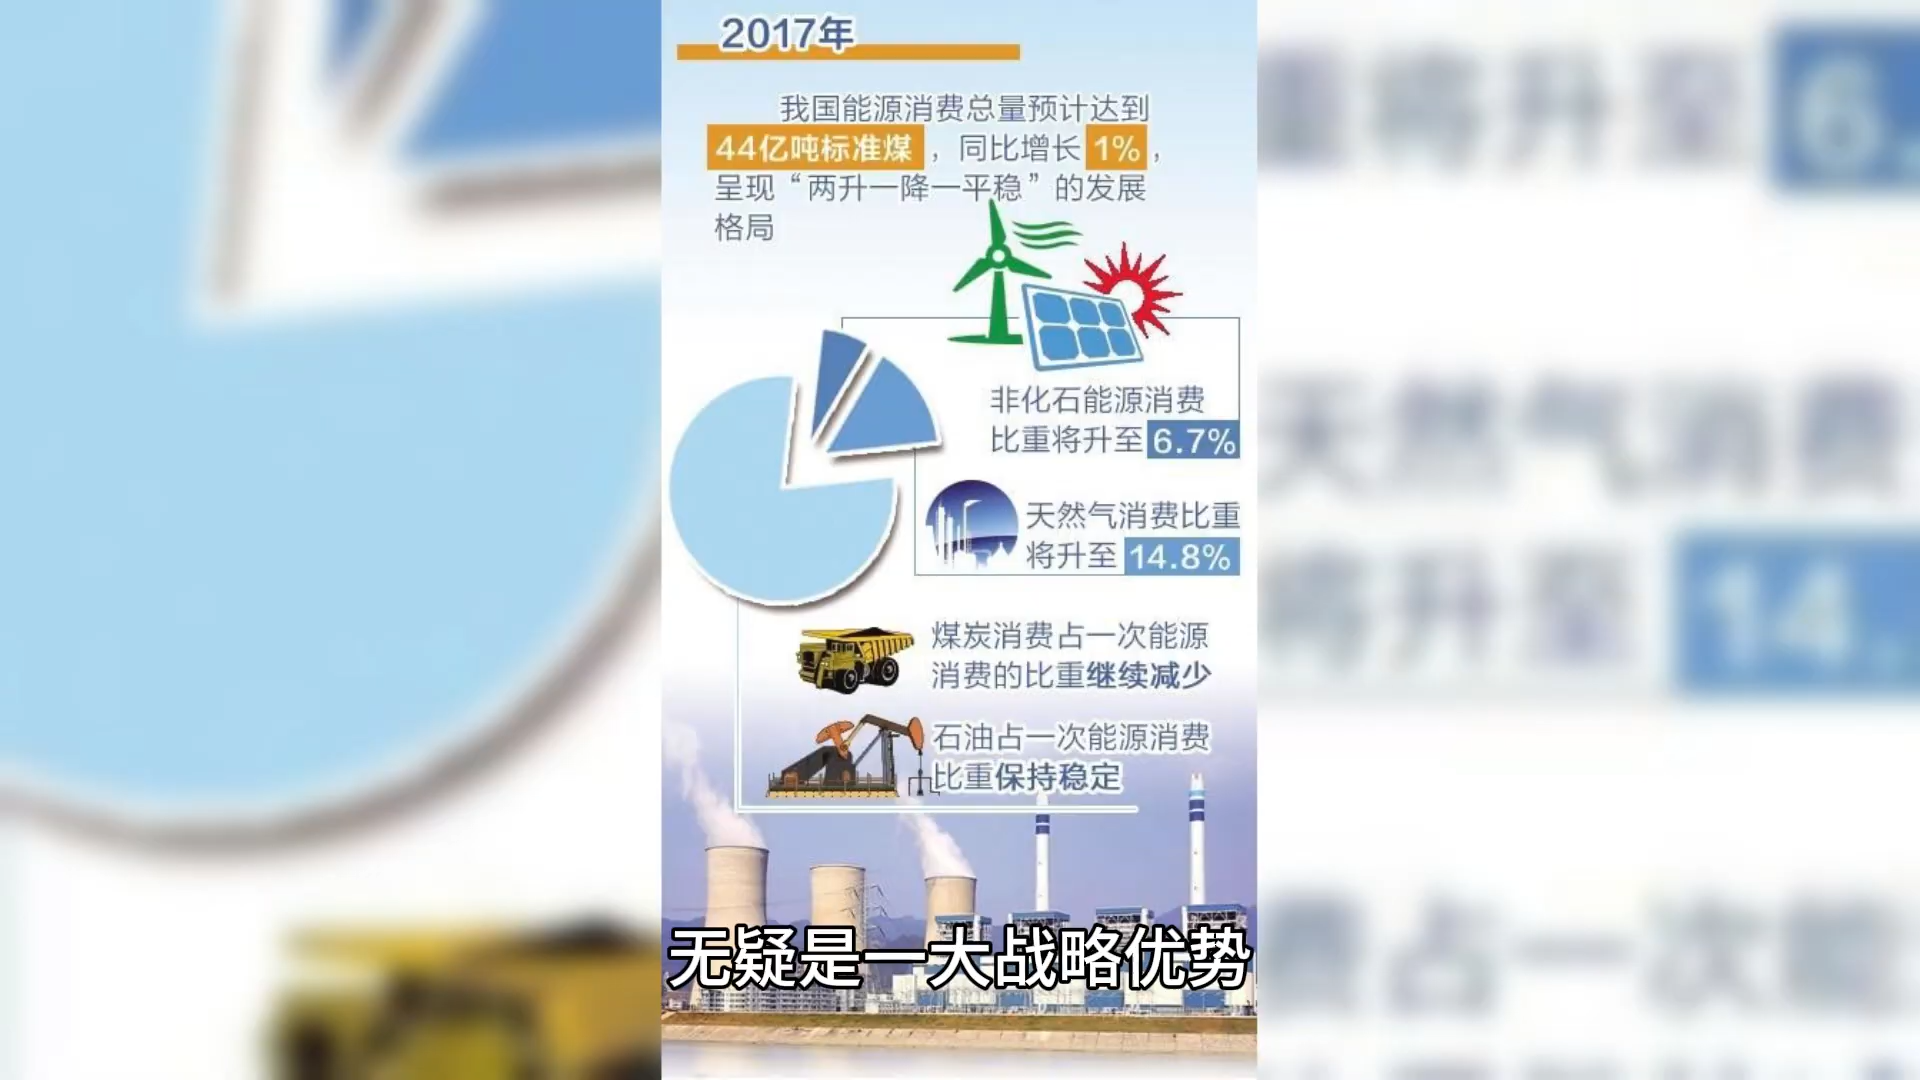 2017年
我国能源消费总量预计达到
44亿吨标准煤，同比增长1%，
呈现“两升一降一平稳”的发展
格局
非化石能源消费
比重将升至6.7%
天然气消费比重
将升至14.8%
煤炭消费占一次能源
消费的比重继续减少
石油占一次能源消费
比重保持稳定
无疑是一大战略优势